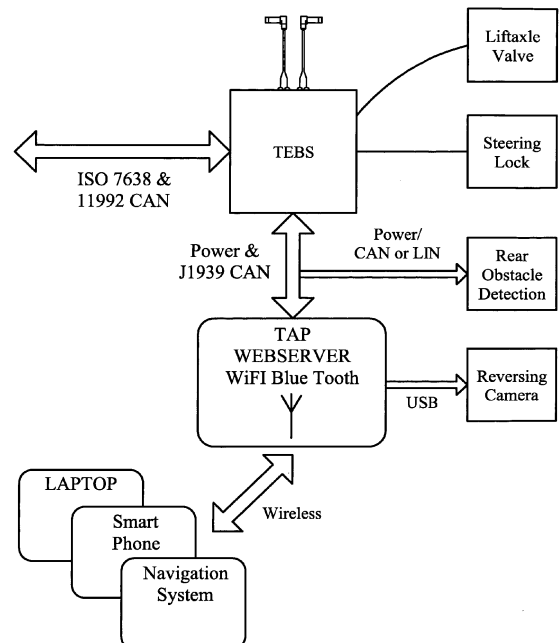 Liftaxle
Valve
TEBS
Steering
Lock
ISO 7638 &
11992 CAN
Power &
J1939 CAN
Power/
CAN or LIN
Rear
Obstacle
Detection
TAP
WEBSERVER
WiFI Blue Tooth
USB
Reversing
Camera
Wireless
LAPTOP
Smart
Phone
Navigation
System